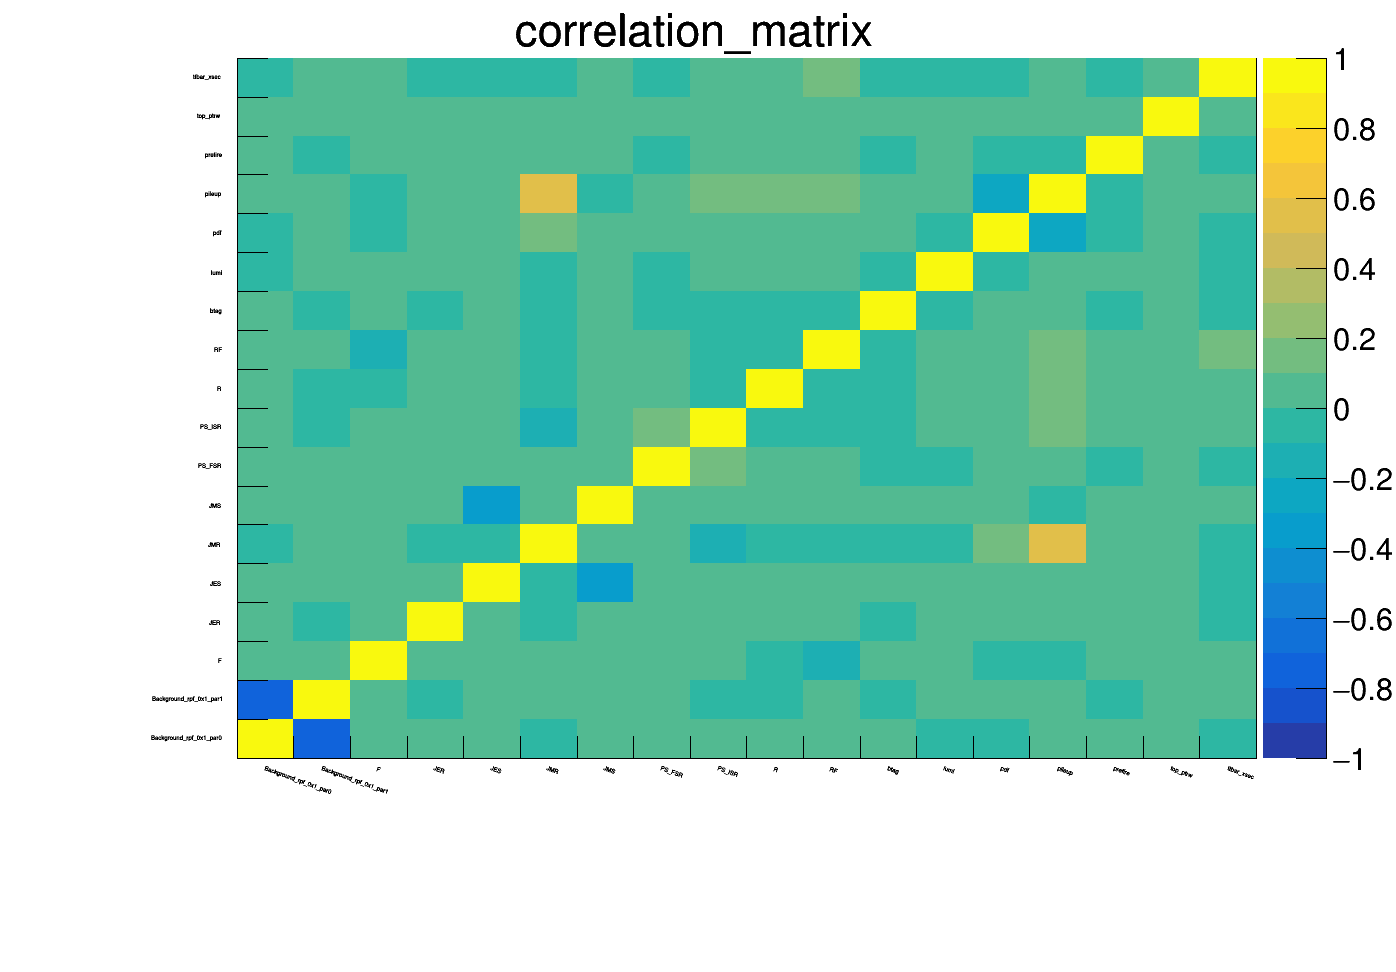 correlation_matrix
ttbar_xsec
top_ptrw
prefire
pileup
pdf
lumi
btag
RF
R
PS_ISR
PS_FSR
JMS
JMR
JES
JER
F
Background_rpf_0x1_par1
Background_rpf_0x1_par0
Background_rpf_0x1_par0
Background_rpf_0x1_par1
F
JER
JES
JMR
JMS
PS_FSR
PS_ISR
R
RF
btag
lumi
pdf
pileup
prefire
top_ptrw
ttbar_xsec
1
0.8
0.6
0.4
0.2
0
−0.2
−0.4
−0.6
−0.8
−1